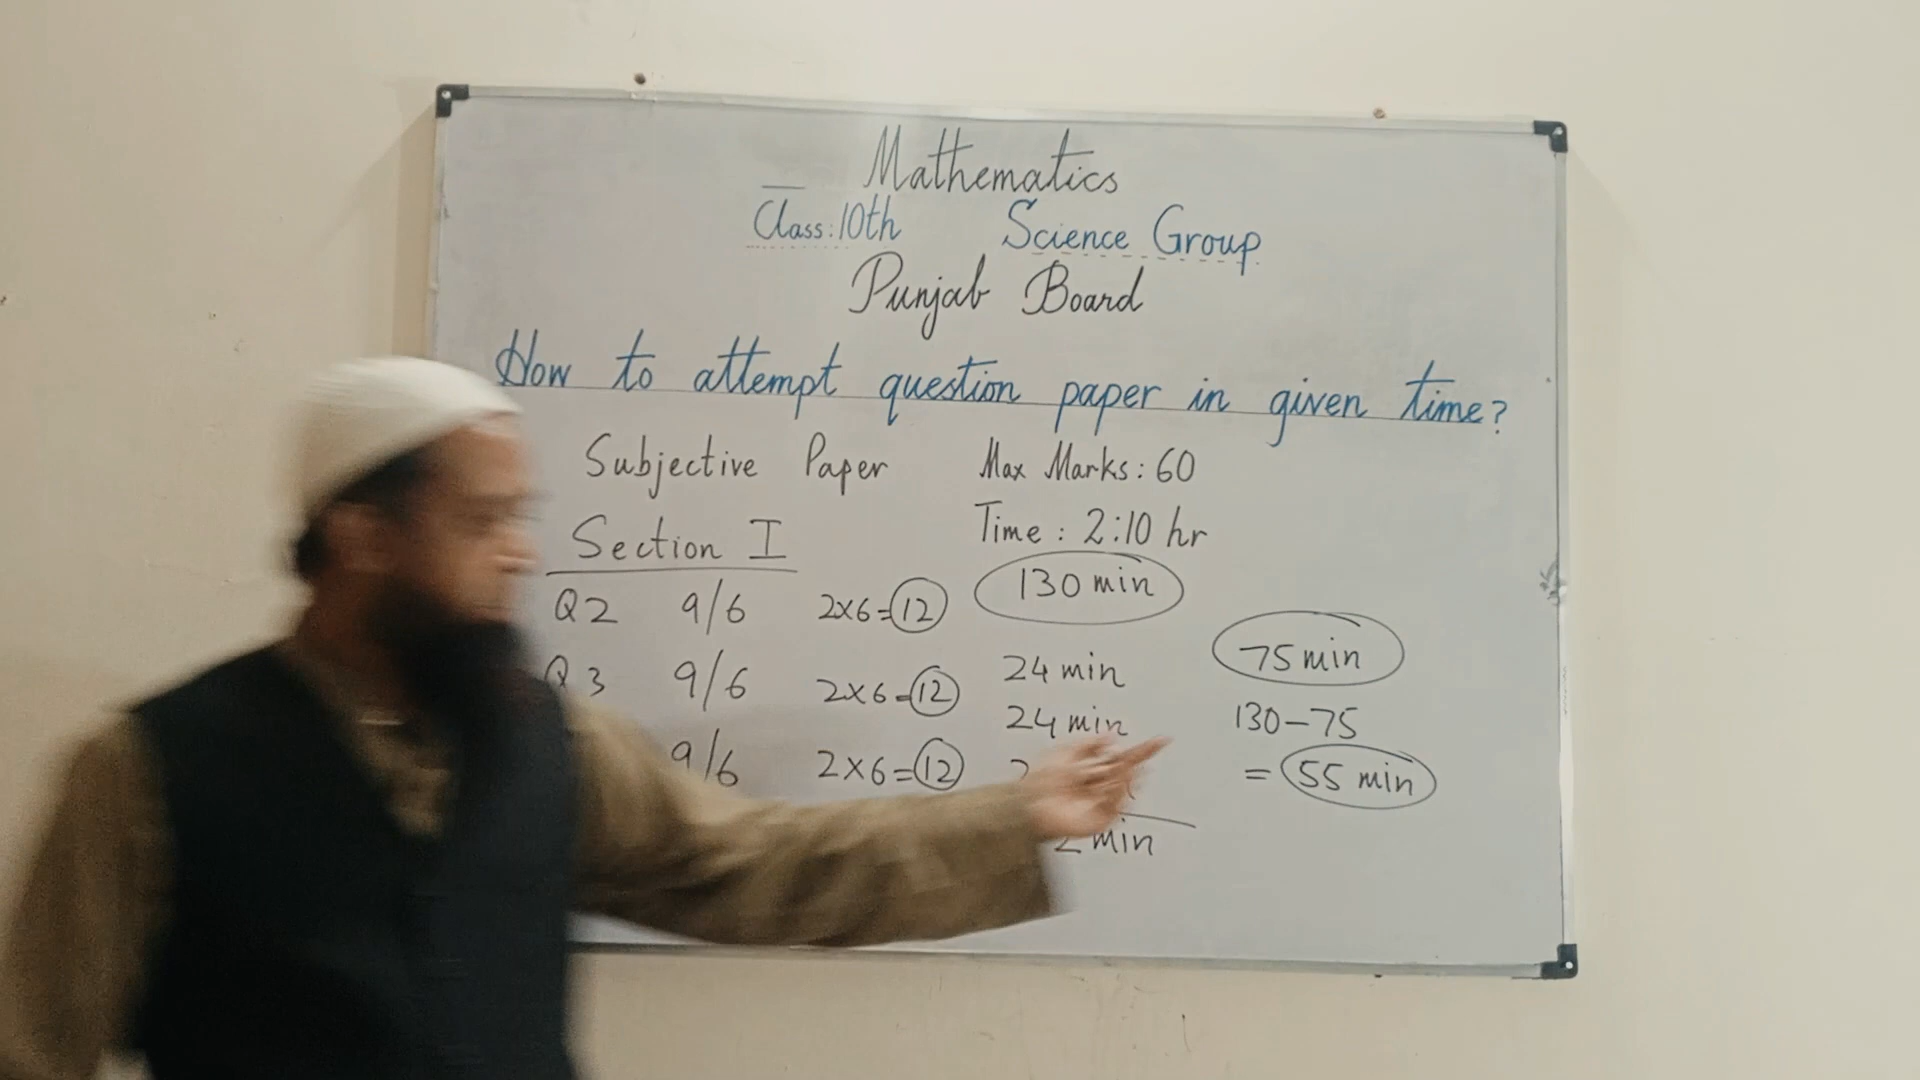 Mathematics
Class: 10th Science Group
Punjab Board
How to attempt question paper in given time?
Subjective Paper Max Marks: 60
Section I Time : 2:10 hr
130 min
Q2 9/6 2x6=12
Q3 9/6 2x6=12
9/6 2x6=12
24 min
24 min
min
75 min
130-75
= 55 min